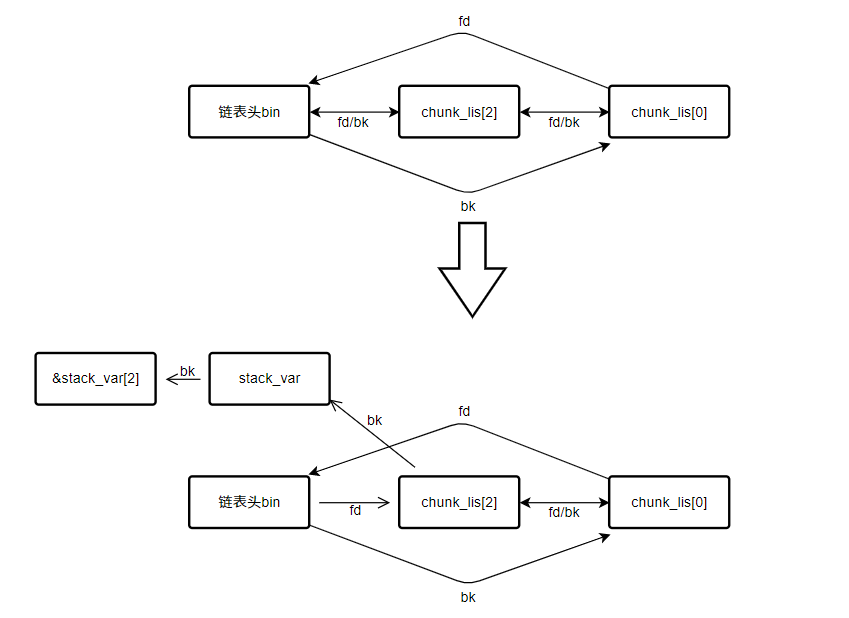 fd
链表头bin
fd/bk
chunk_lis[2]
fd/bk
chunk_lis[0]
bk
&stack_var[2]
bk
stack_var
bk
fd
链表头bin
fd
chunk_lis[2]
fd/bk
chunk_lis[0]
bk